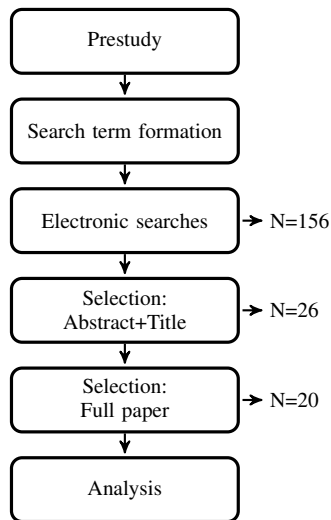 Prestudy
Search term formation
Electronic searches
N=156
Selection:
Abstract+Title
N=26
Selection:
Full paper
N=20
Analysis